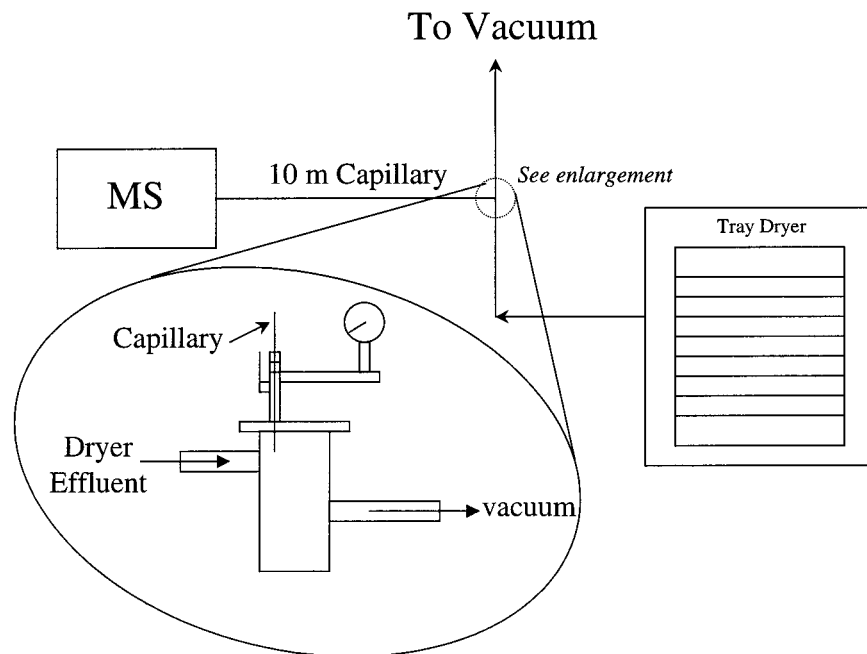 To Vacuum
MS
10 m Capillary
See enlargement
Tray Dryer
Capillary
Dryer
Effluent
vacuum